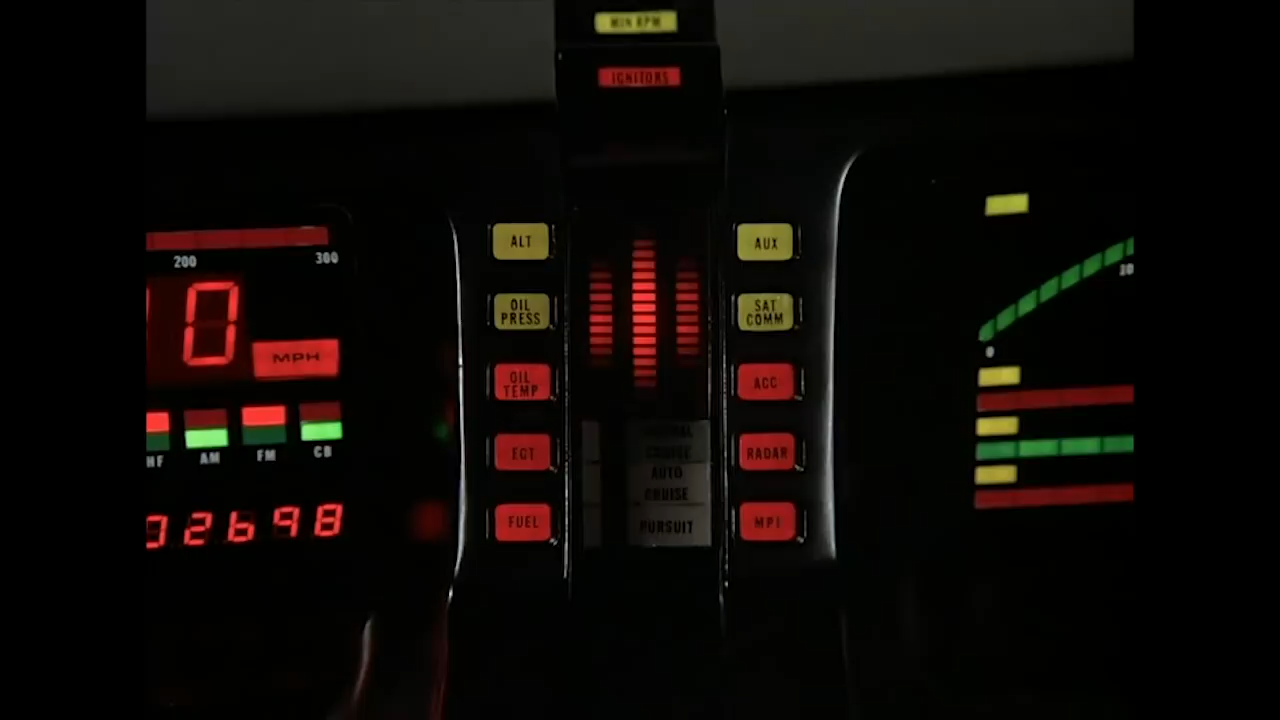 MIN RPM
IGNITORS
200 300
0
MPH
AM FM CB
2698
ALT
OIL
PRESS
OIL
TEMP
EGT
FUEL
AUTO
CRUISE
PURSUIT
AUX
SAT
COMM
ACC
RADAR
MPI
0